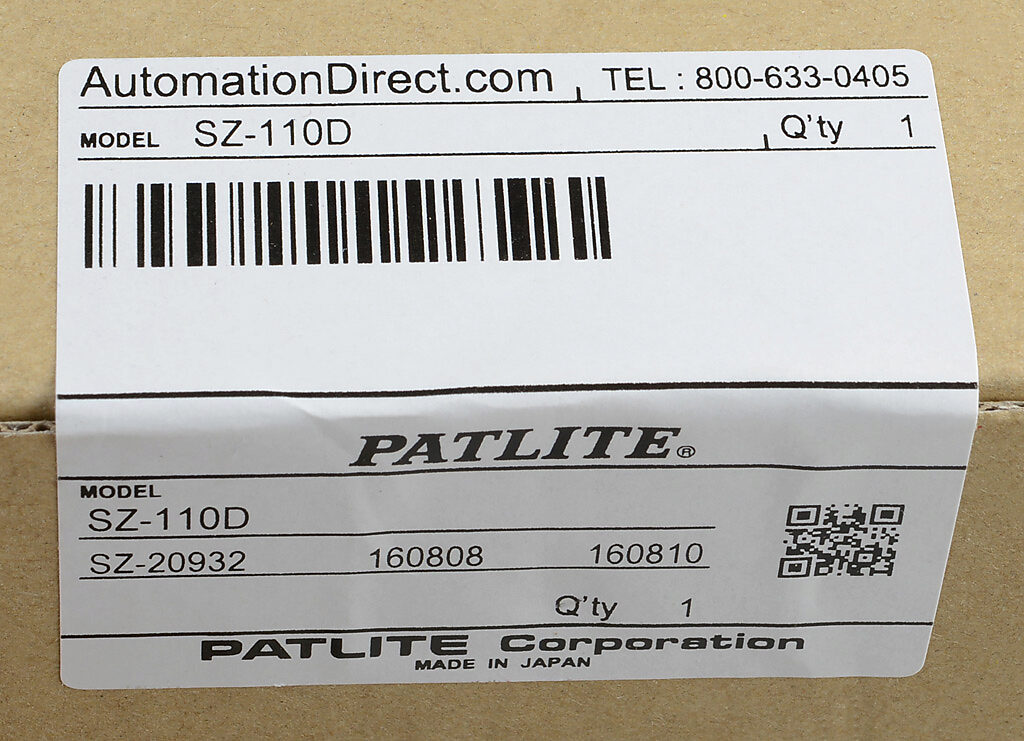 AutomationDirect.com TEL : 800-633-0405
MODEL SZ-110D Q'ty 1
PATLITE®
MODEL
SZ-110D
SZ-20932 160808 160810
Q'ty 1
PATLITE Corporation
MADE IN JAPAN